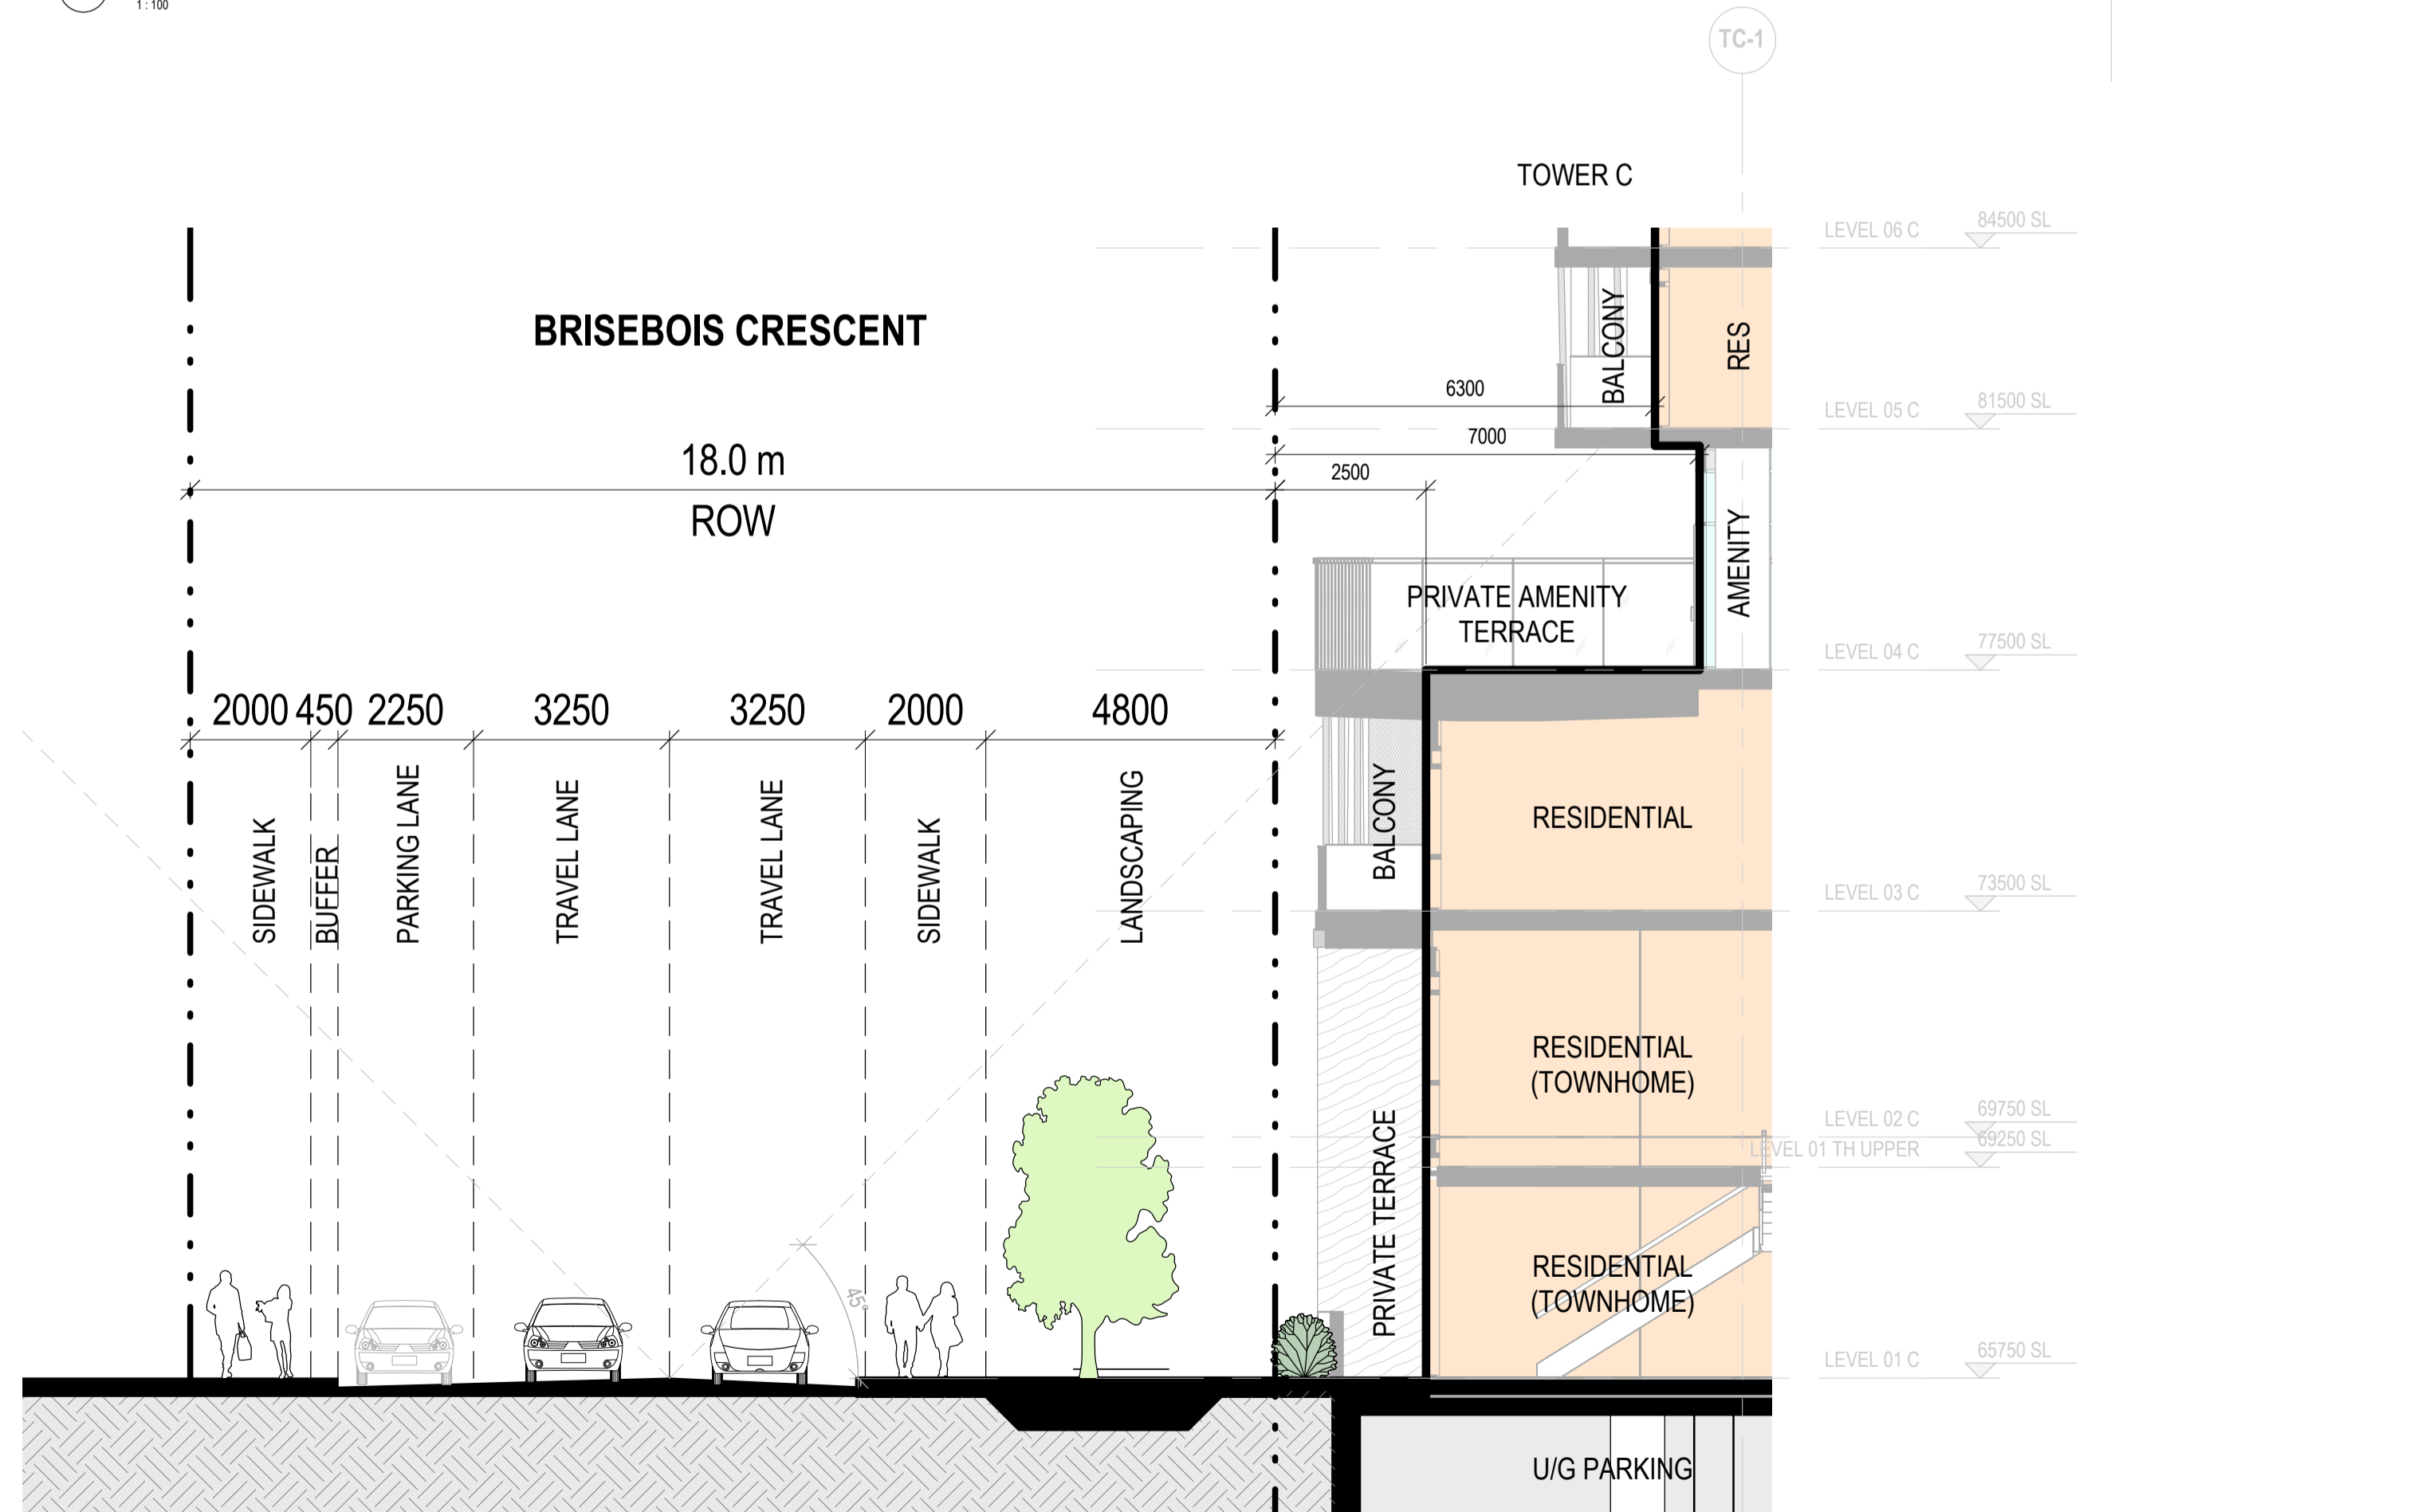 1 : 100
TC-1
TOWER C
LEVEL 06 C
84500 SL
BRISEBOIS CRESCENT
BALCONY
RES
6300
LEVEL 05 C
81500 SL
7000
18.0 m
2500
ROW
AMENITY
PRIVATE AMENITY
TERRACE
LEVEL 04 C
77500 SL
2000
450
2250
3250
3250
2000
4800
SIDEWALK
BUFFER
PARKING LANE
TRAVEL LANE
TRAVEL LANE
SIDEWALK
LANDSCAPING
BALCONY
RESIDENTIAL
LEVEL 03 C
73500 SL
RESIDENTIAL
(TOWNHOME)
LEVEL 02 C
69750 SL
LEVEL 01 TH UPPER
69250 SL
PRIVATE TERRACE
RESIDENTIAL
(TOWNHOME)
45°
LEVEL 01 C
65750 SL
U/G PARKING